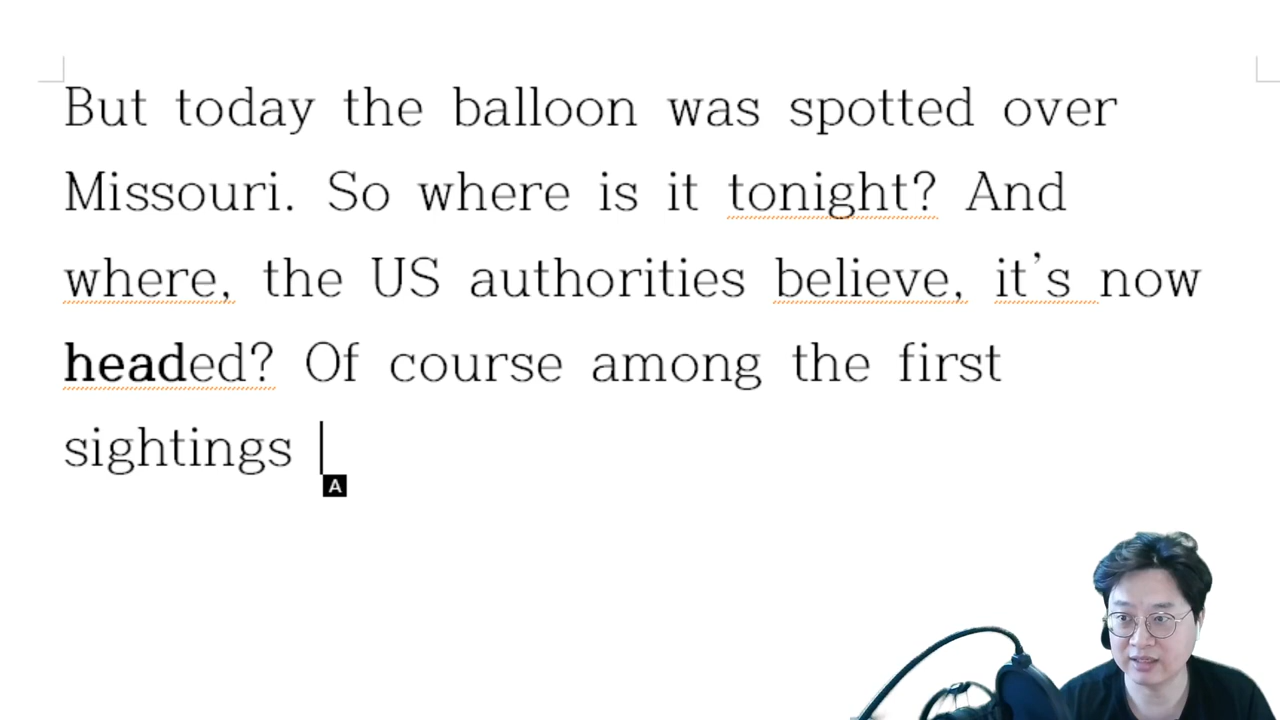 But today the balloon was spotted over
Missouri. So where is it tonight? And
where, the US authorities believe, it's now
headed? Of course among the first
sightings
A